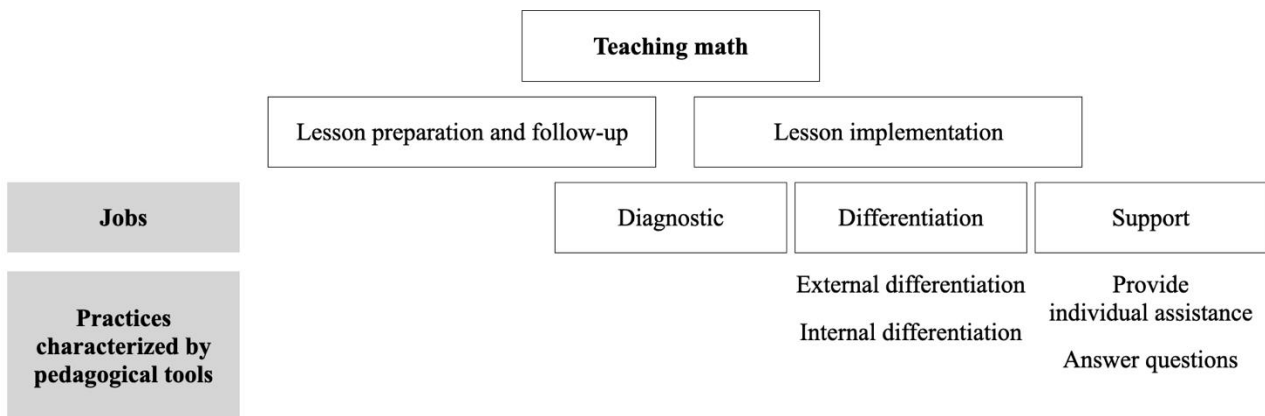 Teaching math
Lesson preparation and follow-up
Lesson implementation
Jobs
Diagnostic
Differentiation
Support
Practices
characterized by
pedagogical tools
External differentiation
Internal differentiation
Provide
individual assistance
Answer questions